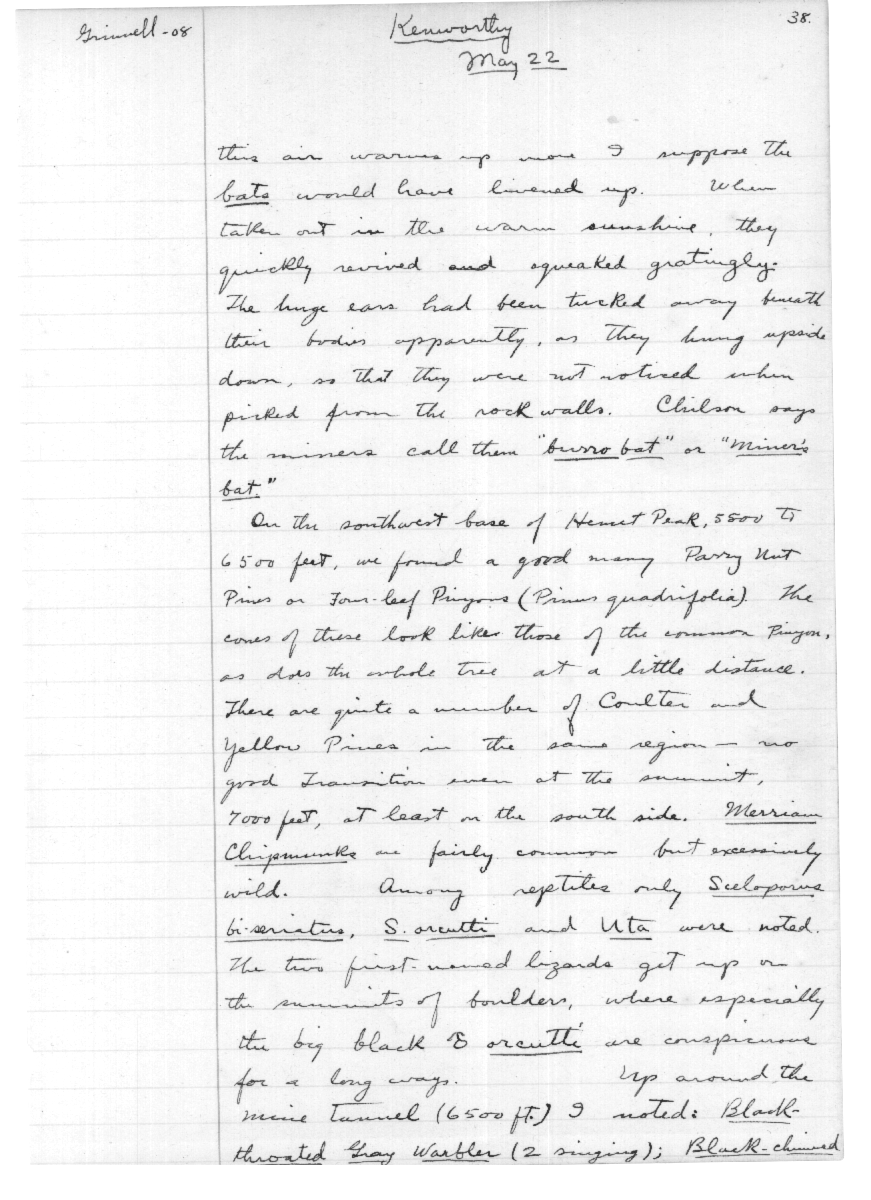 Grinnell-08
Kenworthy
38.
May 22
this air warms up more I suppose the
bats would have livened up. When
taken out in the warm sunshine, they
quickly revived and squeaked gratingly.
The huge ears had been tucked away beneath
their bodies apparently, as they hung upside
down, so that they were not noticed when
picked from the rock walls. Chilson says
the miners call them "burro bat" or "Miner's
bat."
On the southwest base of Hemet Peak, 5500 to
6500 feet, we found a good many Parry Nut
Pines or Four-leaf Pinyons (Pinus quadrifolia). The
cones of these look like those of the common Pinyon,
as does the whole tree at a little distance.
There are quite a number of Coulter and
Yellow Pines in the same region — no
good Transition even at the summit,
7000 feet, at least on the south side. Merriam
Chipmunks are fairly common but excessively
wild. Among reptiles only Sceloporus
bi-seriatus, S. orcutti and Uta were noted.
The two first-named lizards get up on
the summits of boulders, where especially
the big black orcutti are conspicuous
for a long ways. Up around the
mine tunnel (6500 ft.) I noted: Black-
throated Gray Warbler (2 singing); Black-chinned